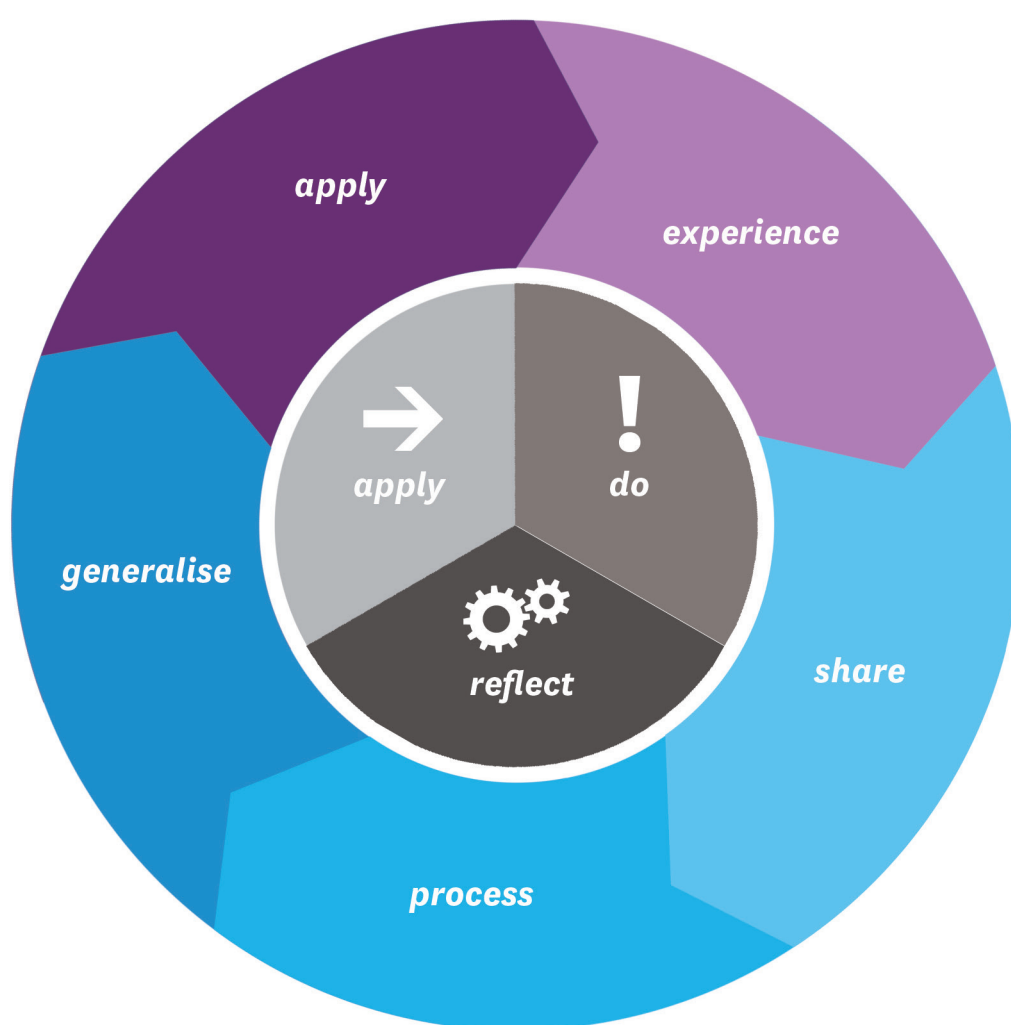 apply
experience
apply
do
generalise
share
reflect
process